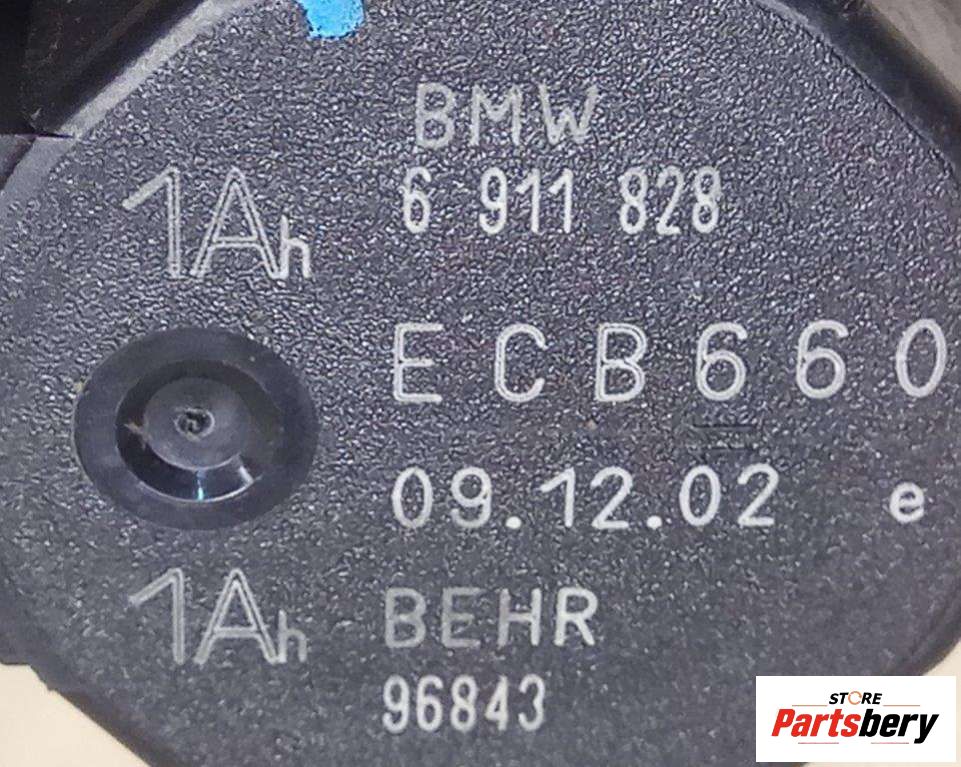 BMW
6 911 828
1Ah
ECB660
09.12.02 e
1Ah
BEHR
96843
STORE
Partsbery